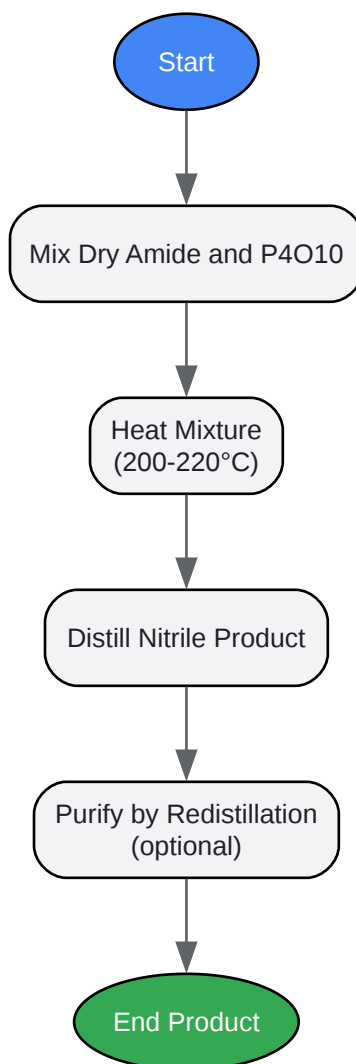 Start
Mix Dry Amide and P4O10
Heat Mixture
(200-220°C)
Distill Nitrile Product
Purify by Redistillation
(optional)
End Product